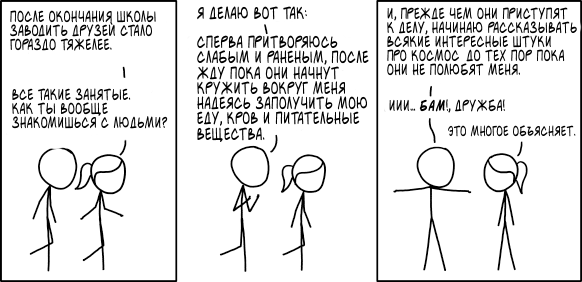 ПОСЛЕ ОКОНЧАНИЯ ШКОЛЫ
ЗАВОДИТЬ ДРУЗЕЙ СТАЛО
ГОРАЗДО ТЯЖЕЛЕЕ.
ВСЕ ТАКИЕ ЗАНЯТЫЕ.
КАК ТЫ ВООБЩЕ
ЗНАКОМИШЬСЯ С ЛЮДЬМИ?
Я ДЕЛАЮ ВОТ ТАК:
СПЕРВА ПРИТВОРЯЮСЬ
СЛАБЫМ И РАНЕНЫМ, ПОСЛЕ
ЖДУ ПОКА ОНИ НАЧНУТ
КРУЖИТЬ ВОКРУГ МЕНЯ
НАДЕЯСЬ ЗАПОЛУЧИТЬ МОЮ
ЕДУ, КРОВ И ПИТАТЕЛЬНЫЕ
ВЕЩЕСТВА.
И, ПРЕЖДЕ ЧЕМ ОНИ ПРИСТУПЯТ
К ДЕЛУ, НАЧИНАЮ РАССКАЗЫВАТЬ
ВСЯКИЕ ИНТЕРЕСНЫЕ ШТУКИ
ПРО КОСМОС ДО ТЕХ ПОР ПОКА
ОНИ НЕ ПОЛЮБЯТ МЕНЯ.
ИИИ.. БАМ!, ДРУЖБА!
ЭТО МНОГОЕ ОБЪЯСНЯЕТ.